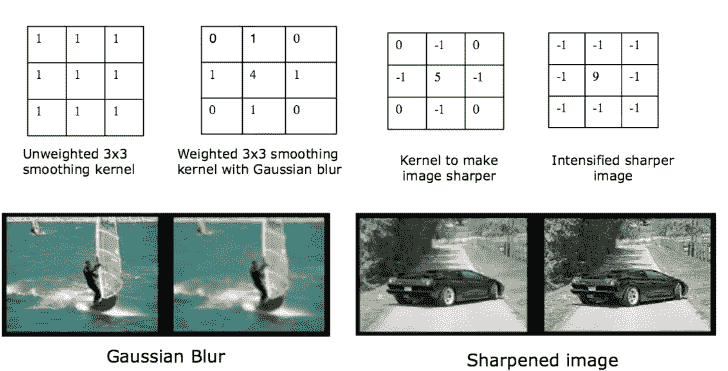 1 1 1
1 1 1
1 1 1
Unweighted 3x3
smoothing kernel
0 1 0
1 4 1
0 1 0
Weighted 3x3 smoothing
kernel with Gaussian blur
0 -1 0
-1 5 -1
0 -1 0
Kernel to make
image sharper
-1 -1 -1
-1 9 -1
-1 -1 -1
Intensified sharper
image
Gaussian Blur
Sharpened image